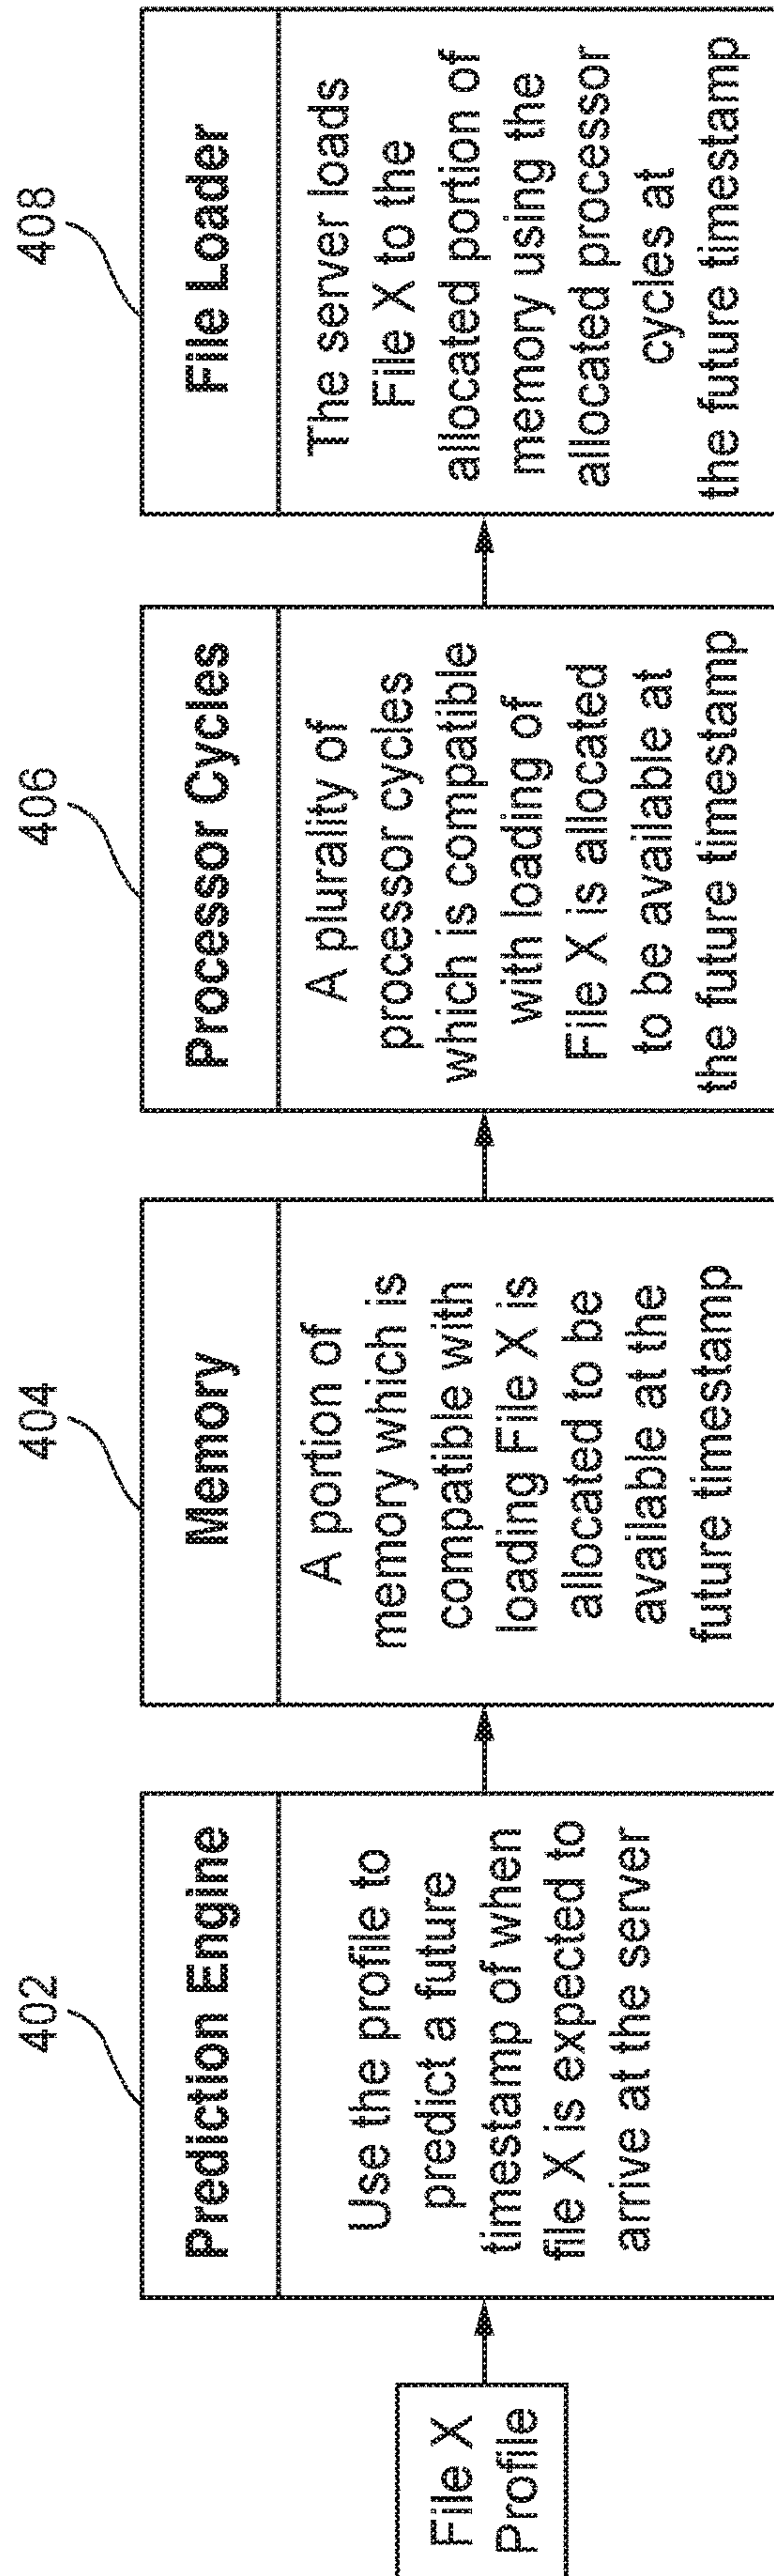 File X
Profile
402
Prediction Engine
Use the profile to
predict a future
timestamp of when
file X is expected to
arrive at the server
404
Memory
A portion of
memory which is
compatible with
loading File X is
allocated to be
available at the
future timestamp
406
Processor Cycles
A plurality of
processor cycles
which is compatible
with loading of
File X is allocated
to be available at
the future timestamp
408
File Loader
The server loads
File X to the
allocated portion of
memory using the
allocated processor
cycles at
the future timestamp